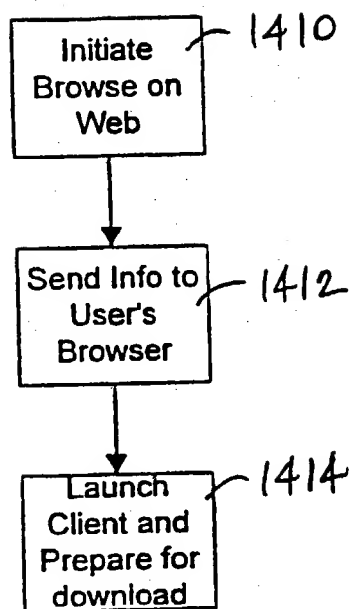 Initiate
Browse on
Web
1410
Send Info to
User's
Browser
1412
Launch
Client and
Prepare for
download
1414